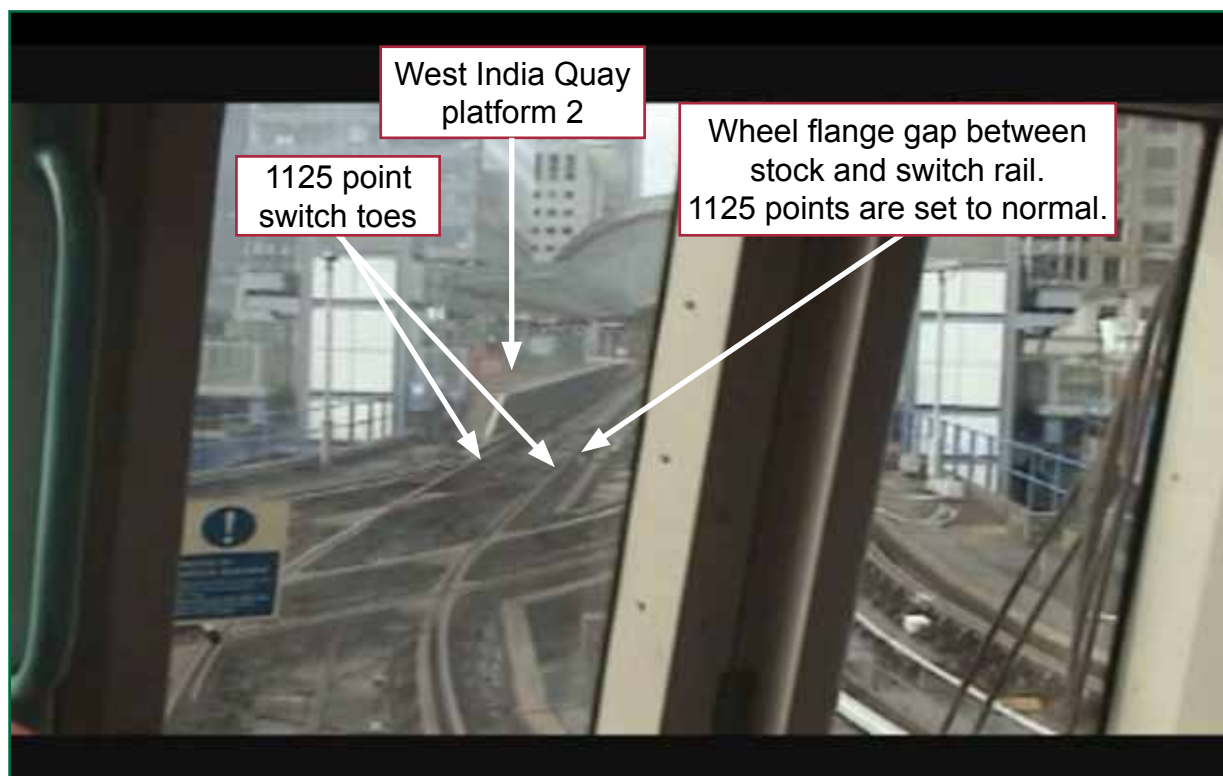 West India Quay
platform 2
1125 point
switch toes
Wheel flange gap between
stock and switch rail.
1125 points are set to normal.